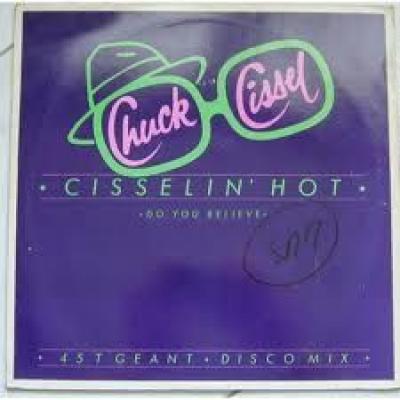 Chuck Cissel
• CISSELIN' HOT •
• DO YOU BELIEVE •
• 45 T GEANT • DISCO MIX •